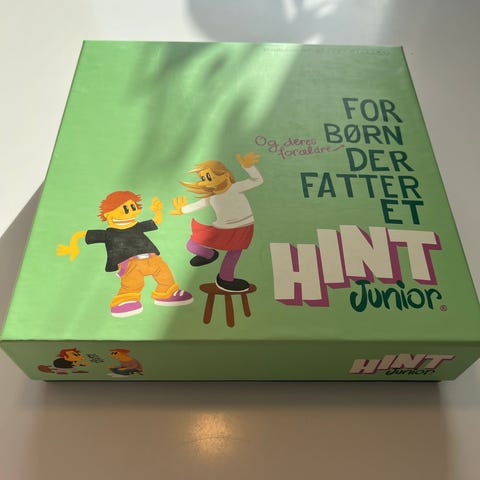 FOR
BØRN
Og deres
forældre
DER
FATTER
ET
HINT
Junior®
HINT
Junior